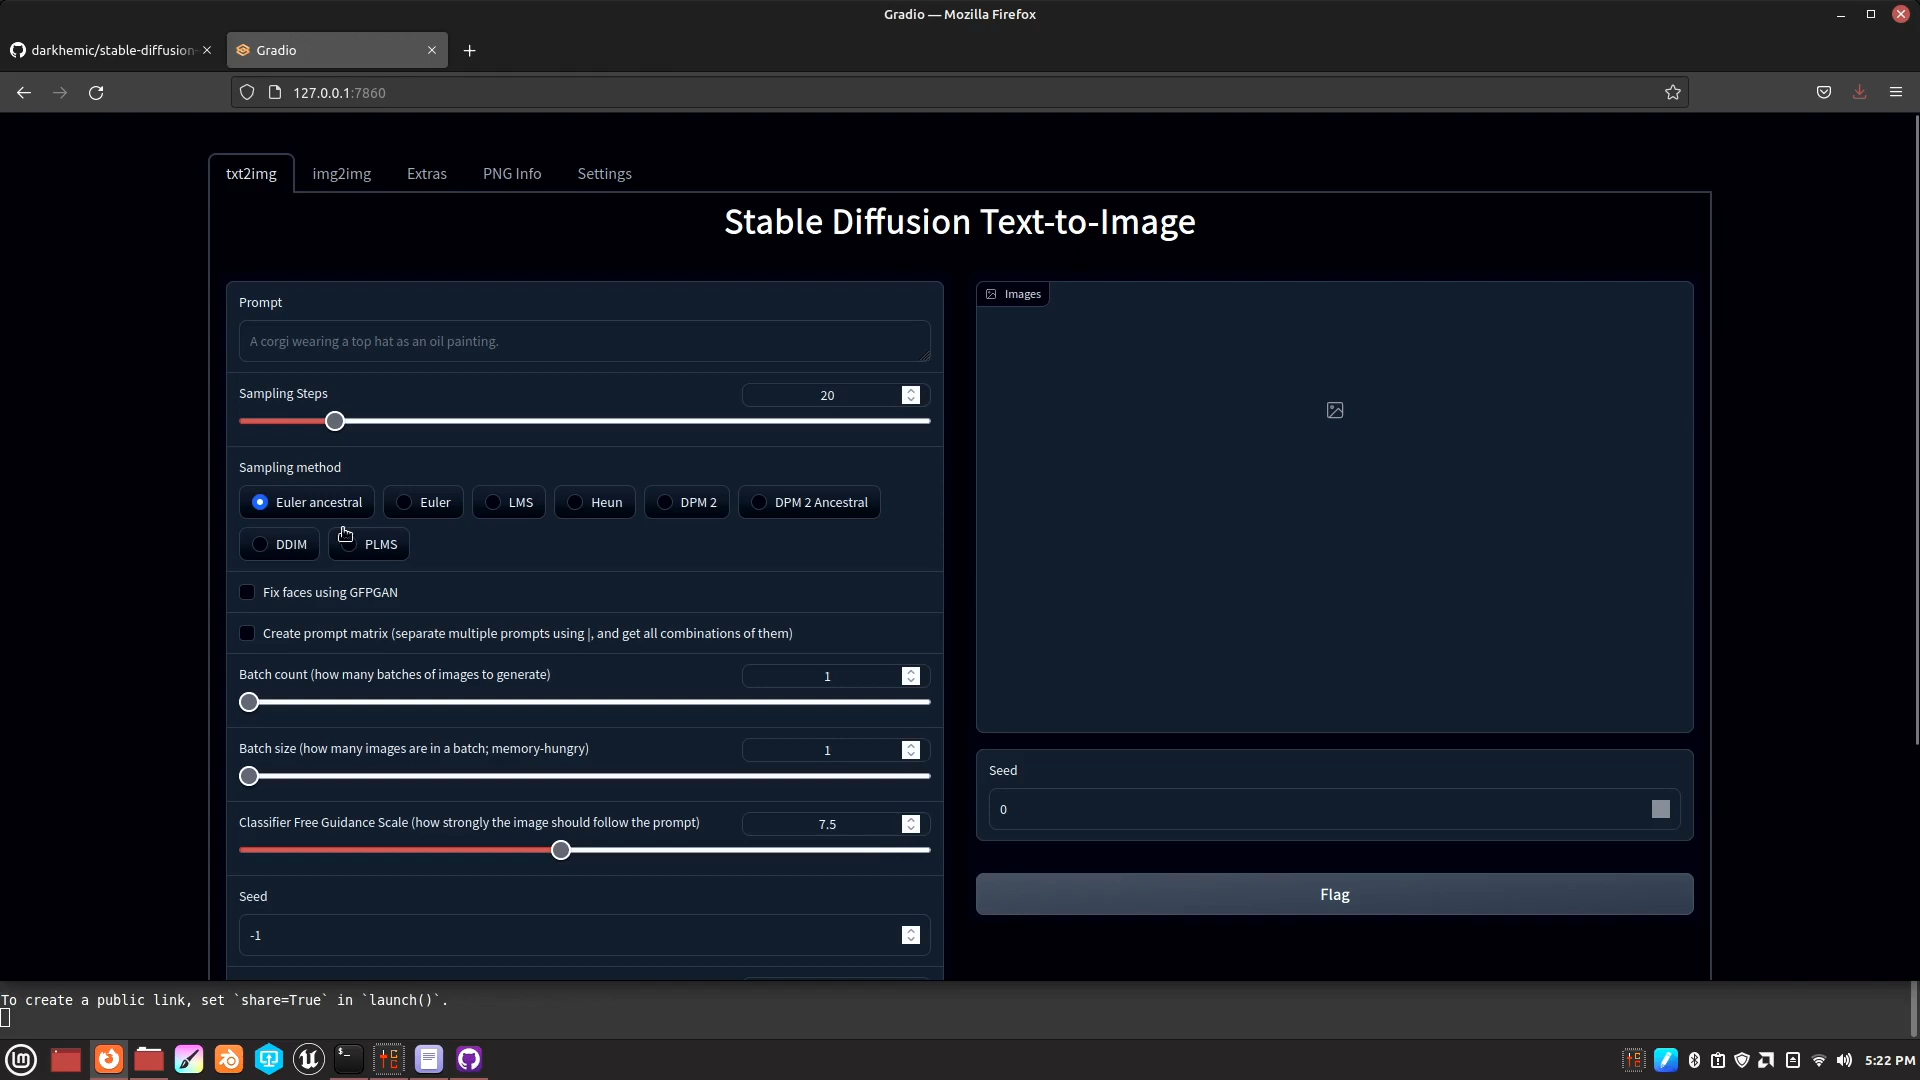 Gradio — Mozilla Firefox
darkhemic/stable-diffusion-
Gradio
127.0.0.1:7860
txt2img
img2img
Extras
PNG Info
Settings
Stable Diffusion Text-to-Image
Prompt
A corgi wearing a top hat as an oil painting.
Sampling Steps
20
Sampling method
Euler ancestral
Euler
LMS
Heun
DPM 2
DPM 2 Ancestral
DDIM
PLMS
Fix faces using GFPGAN
Create prompt matrix (separate multiple prompts using |, and get all combinations of them)
Batch count (how many batches of images to generate)
1
Batch size (how many images are in a batch; memory-hungry)
1
Classifier Free Guidance Scale (how strongly the image should follow the prompt)
7.5
Seed
-1
Images
Seed
0
Flag
To create a public link, set `share=True` in `launch()`.
5:22 PM